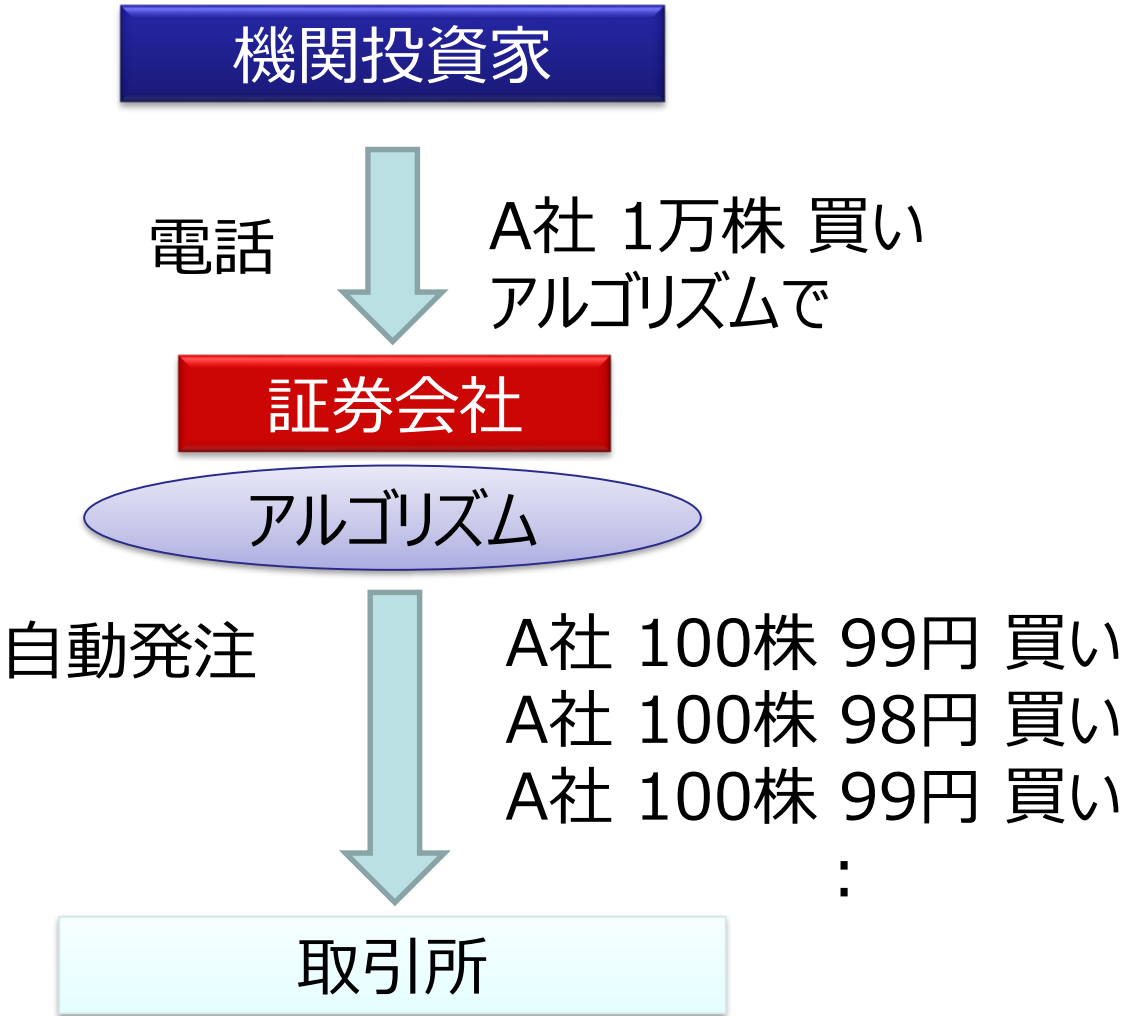 機関投資家
電話
A社 1万株 買い
アルゴリズムで
証券会社
アルゴリズム
自動発注
A社 100株 99円 買い
A社 100株 98円 買い
A社 100株 99円 買い
:
取引所